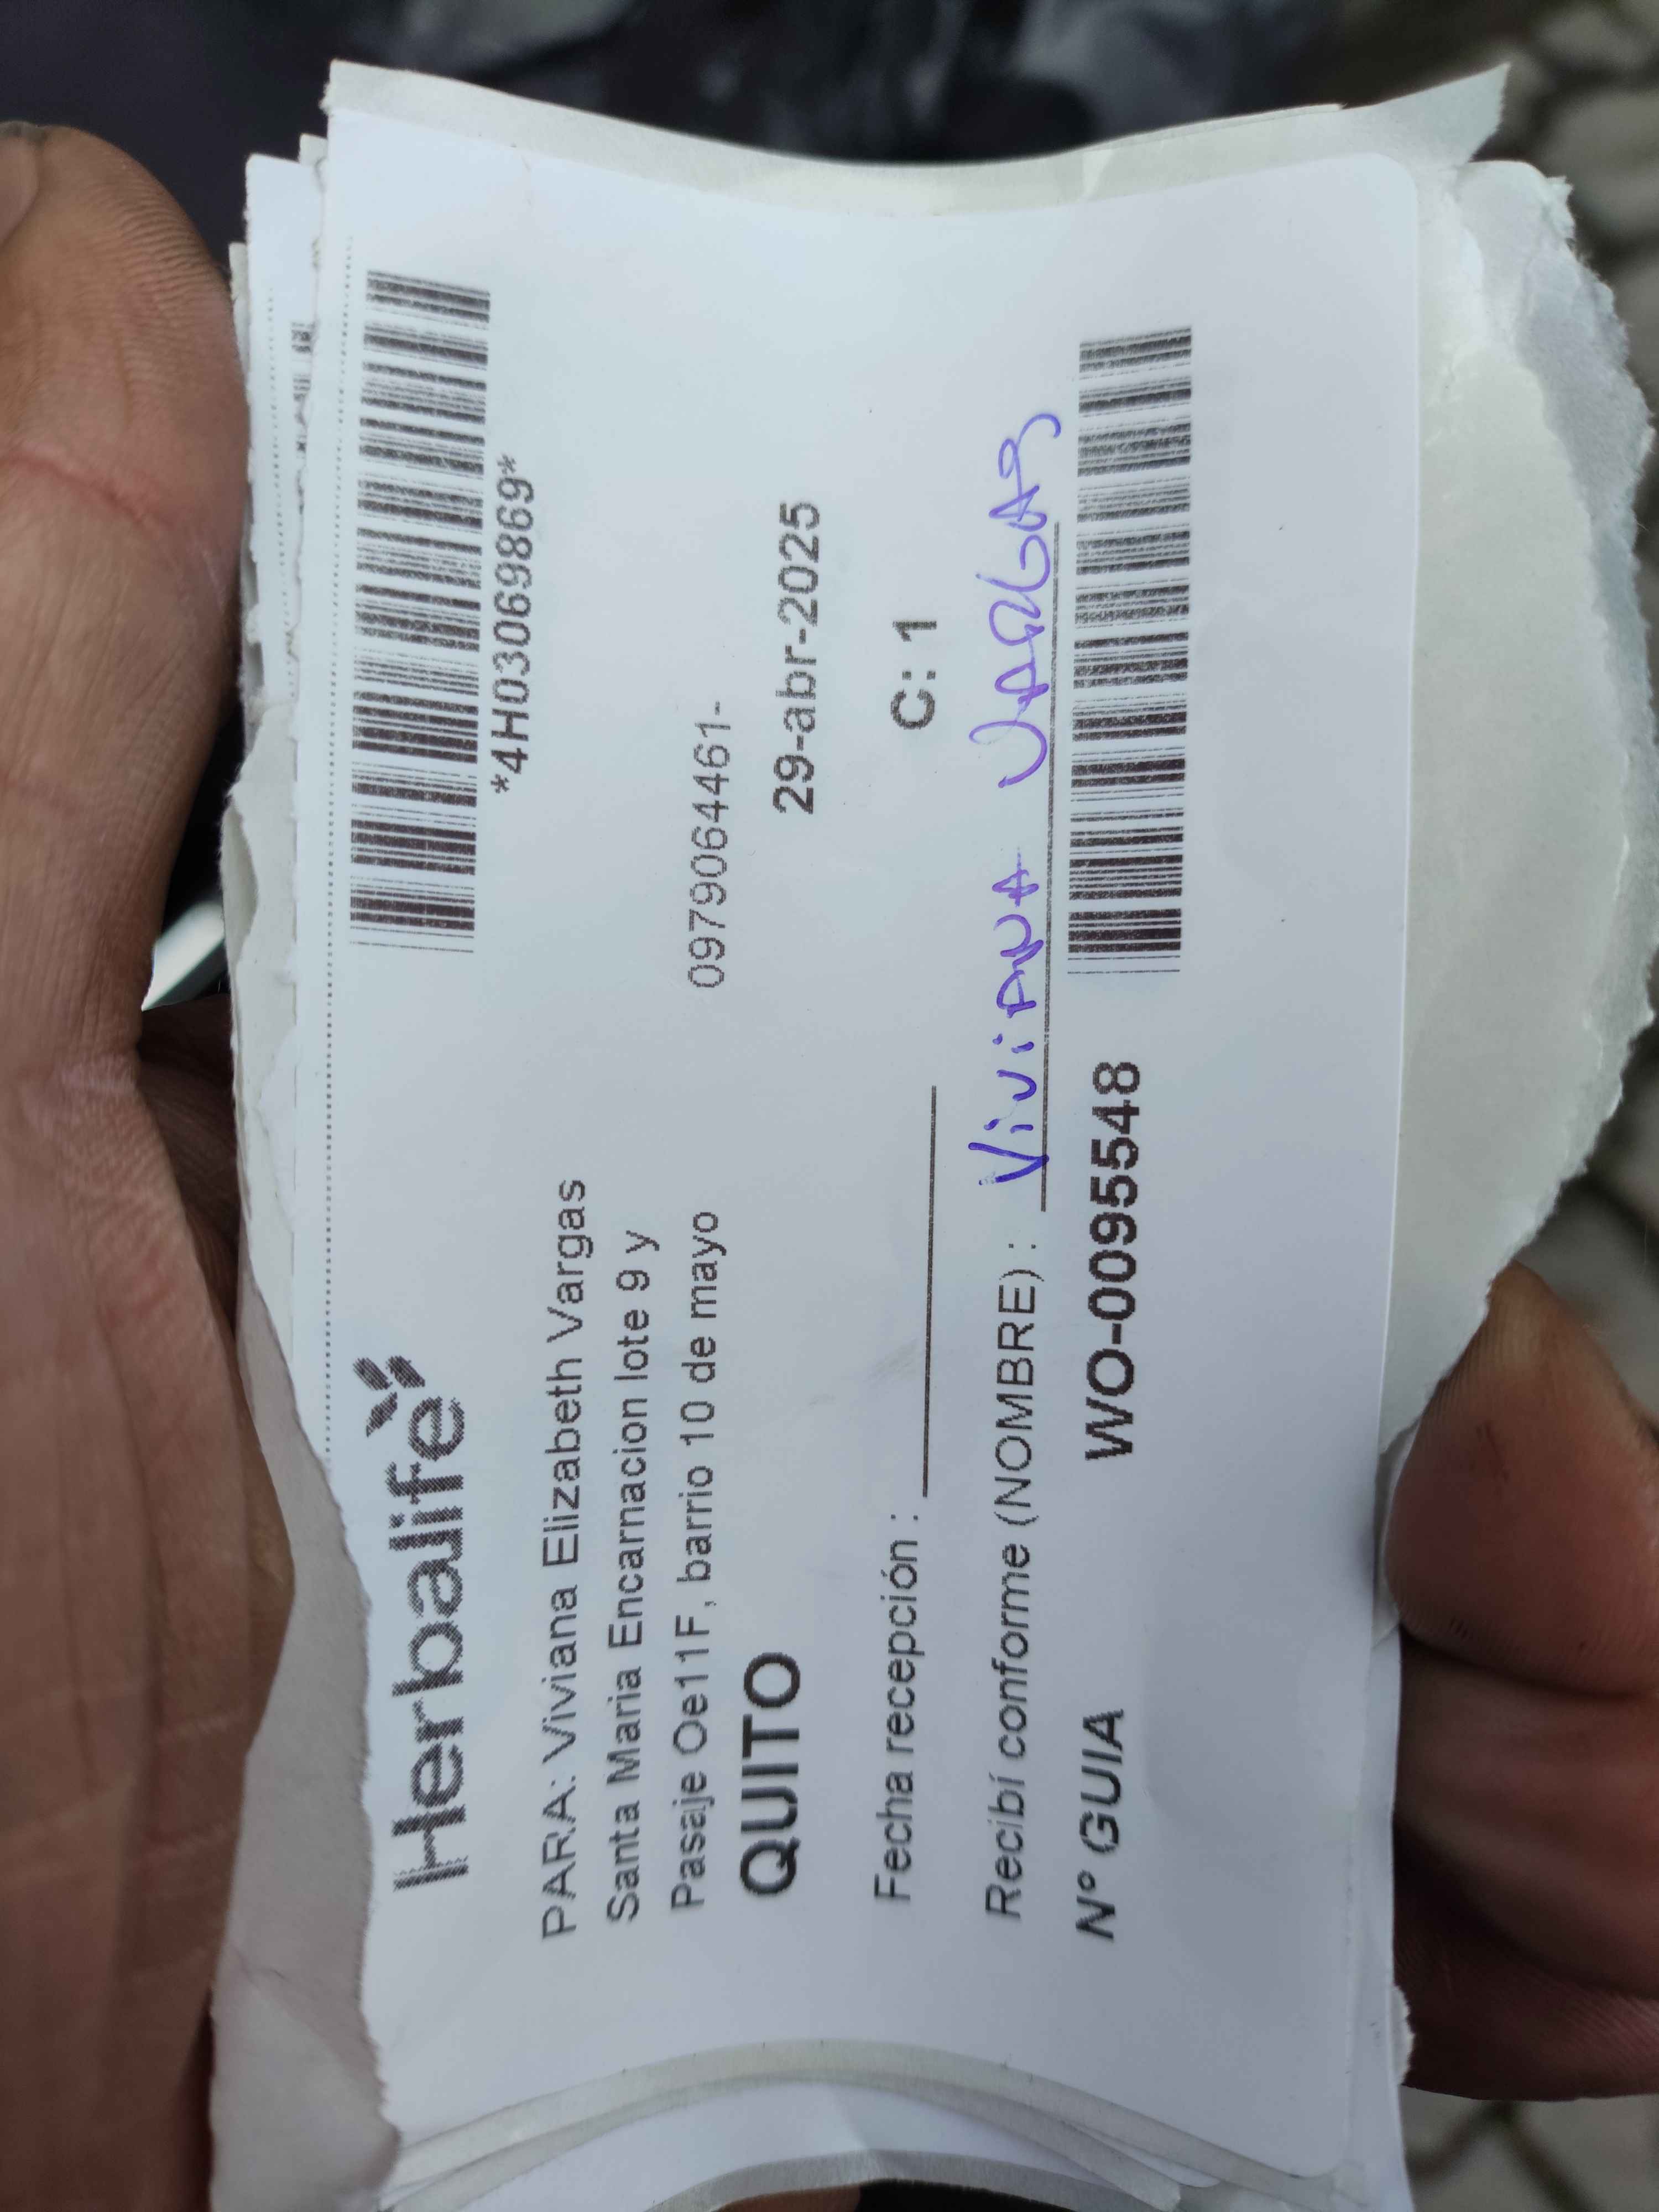 Herbalife
*4H03069869*
PARA: Viviana Elizabeth Vargas
Santa Maria Encarnacion lote 9 y
Pasaje Oe11F, barrio 10 de mayo
0979064461-
QUITO
29-abr-2025
Fecha recepción : 
C: 1
Recibí conforme (NOMBRE) : ViViANA VARGAS
Nº GUIA WO-0095548